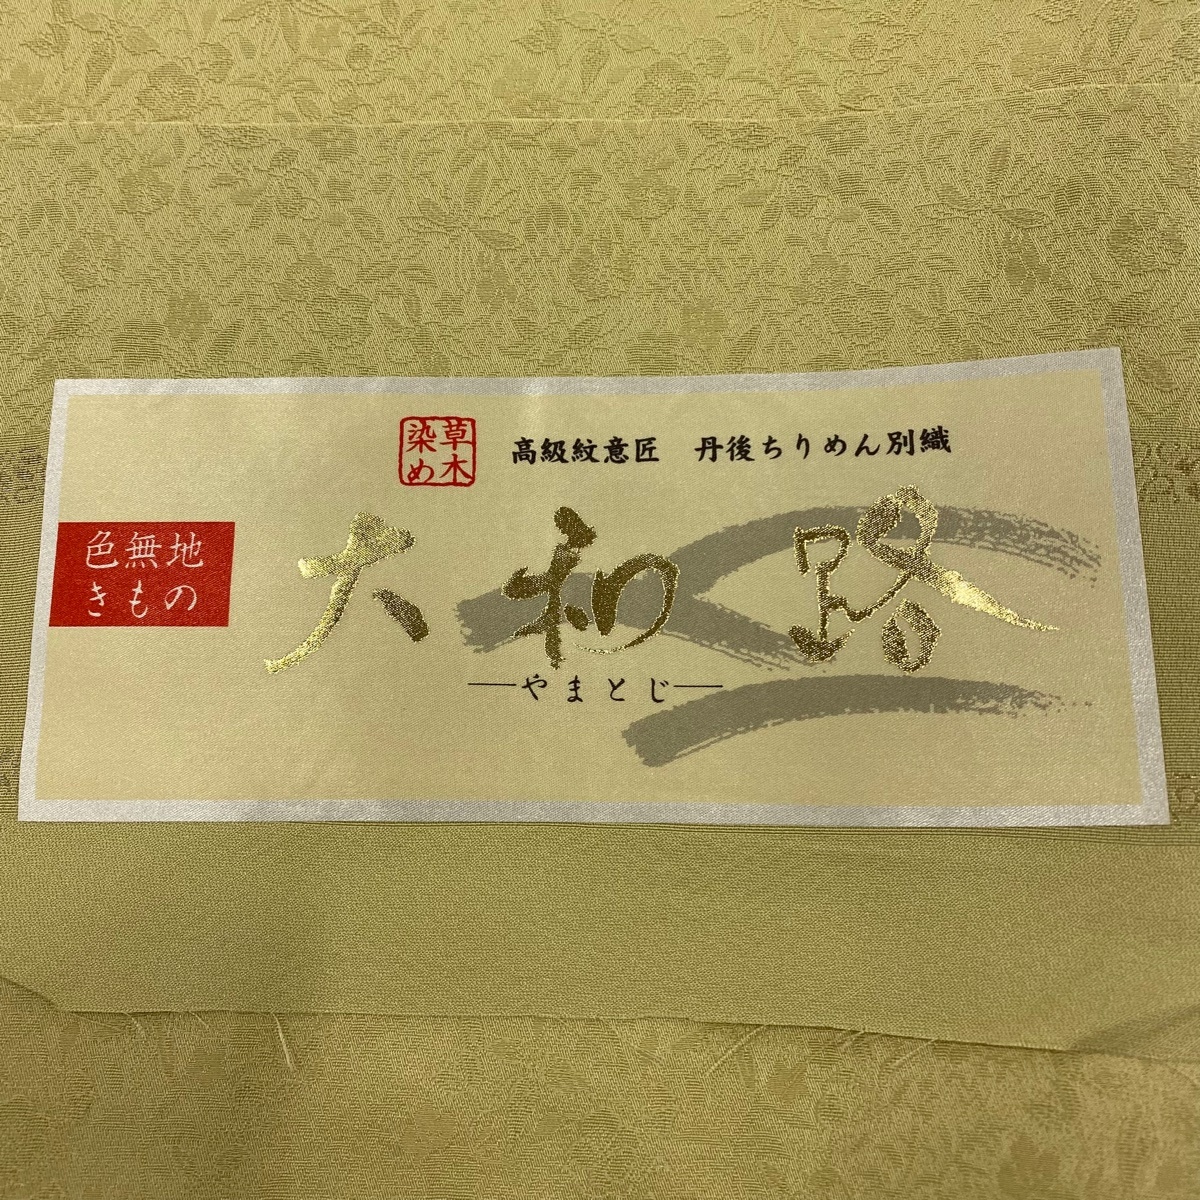 草木
染め
高級紋意匠　丹後ちりめん別織
色無地
きもの
大和路
—やまとじ—